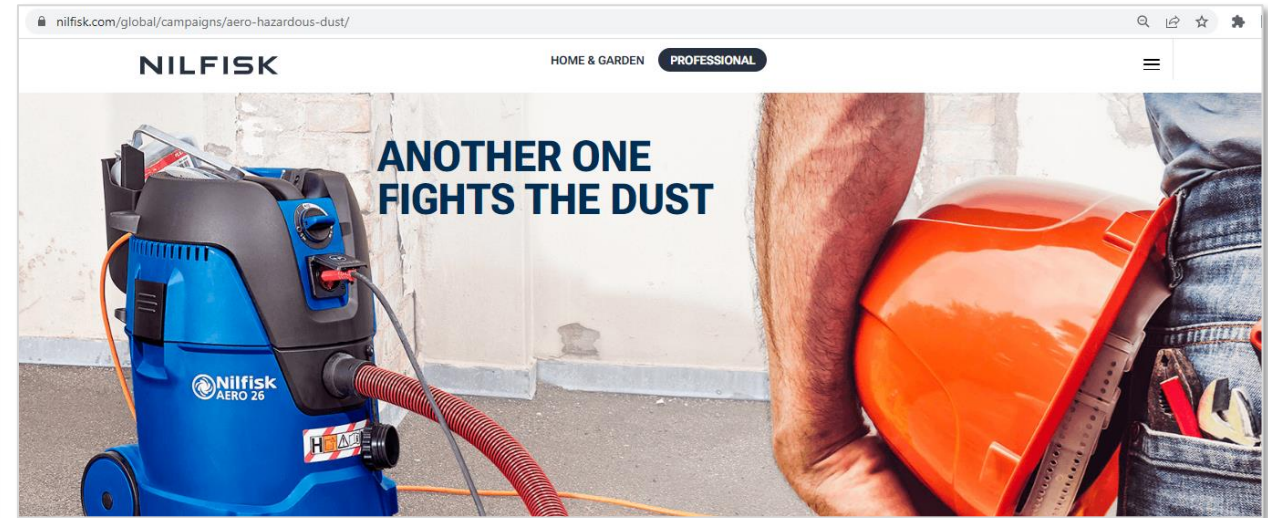 nilfisk.com/global/campaigns/aero-hazardous-dust/
NILFISK
HOME & GARDEN PROFESSIONAL
ANOTHER ONE
FIGHTS THE DUST
Nilfisk
AERO 26
H